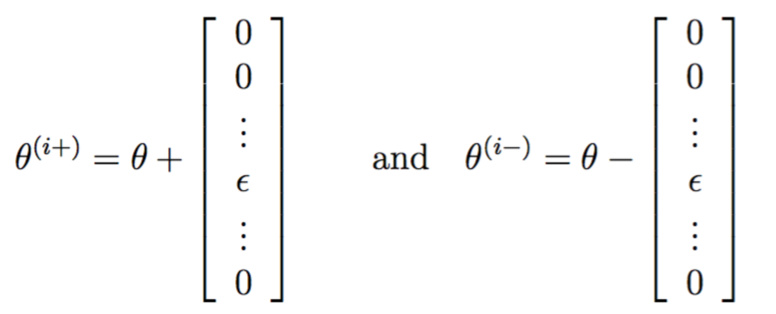 θ^(i+) = θ + [ 0 0 ⋮ ϵ ⋮ 0 ] and θ^(i−) = θ − [ 0 0 ⋮ ϵ ⋮ 0 ]